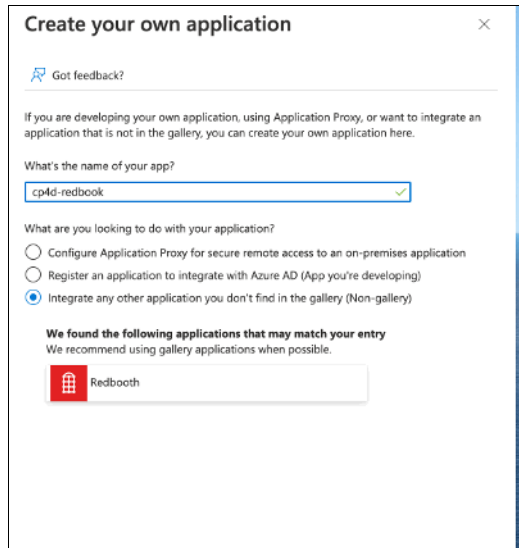 Create your own application
Got feedback?
If you are developing your own application, using Application Proxy, or want to integrate an
application that is not in the gallery, you can create your own application here.
What's the name of your app?
cp4d-redbook
What are you looking to do with your application?
Configure Application Proxy for secure remote access to an on-premises application
Register an application to integrate with Azure AD (App you're developing)
Integrate any other application you don't find in the gallery (Non-gallery)
We found the following applications that may match your entry
We recommend using gallery applications when possible.
Redbooth